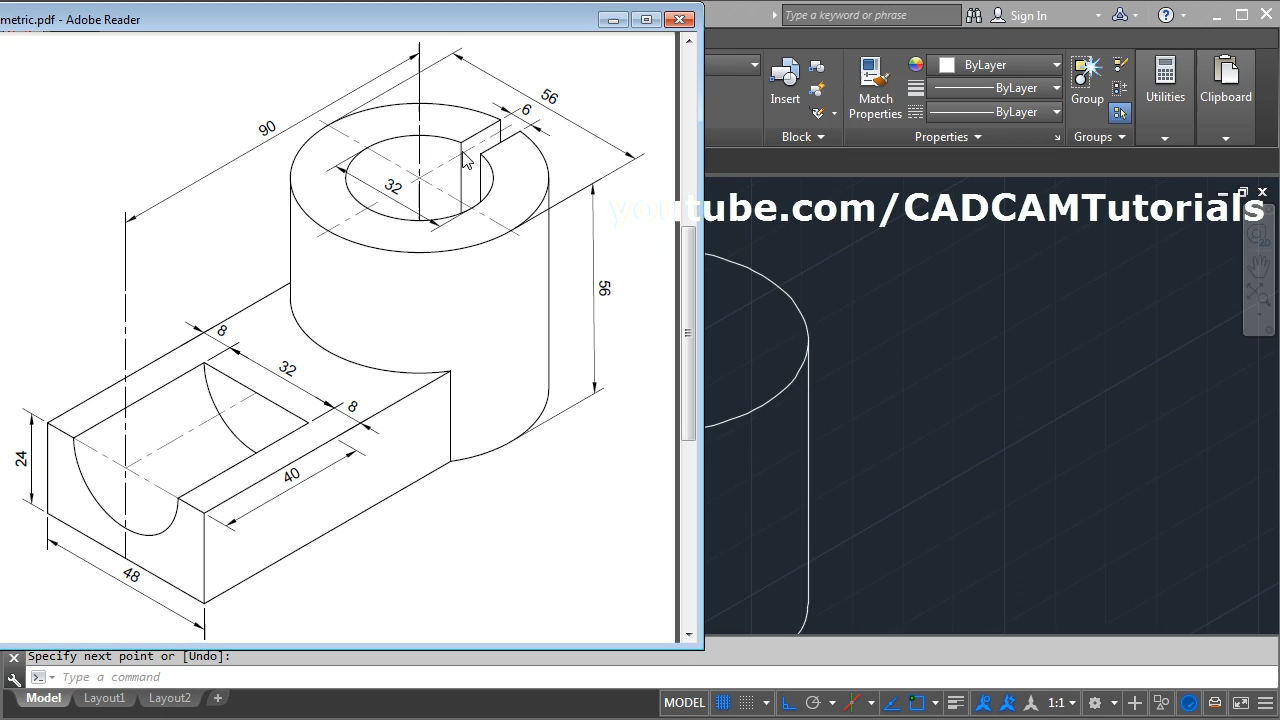 metric.pdf - Adobe Reader
Type a keyword or phrase
Sign In
ByLayer
ByLayer
ByLayer
Insert
Match
Properties
Group
Utilities
Clipboard
Block
Properties
Groups
90
56
6
32
56
8
32
8
40
24
48
youtube.com/CADCAMTutorials
2D
Specify next point or [Undo]:
Type a command
Model
Layout1
Layout2
+
MODEL
1:1